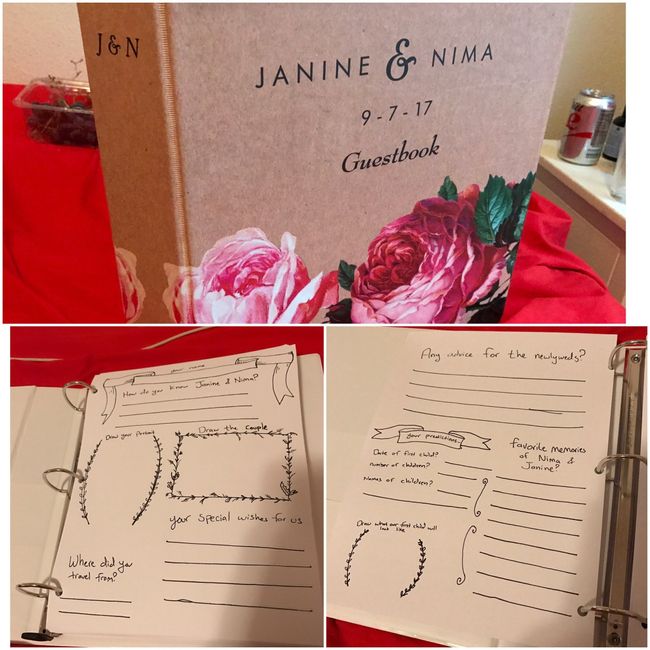 J&N
JANINE & NIMA
9-7-17
Guestbook
your name
How do you know Janine & Nima?
Draw your Portrait
Draw the couple
your special wishes for us
Where did you
travel from?
Any advice for the newlyweds?
your predictions
Date of first child?
number of children?
Names of children?
favorite memories
of Nima &
Janine?
Draw what our first child will
look like